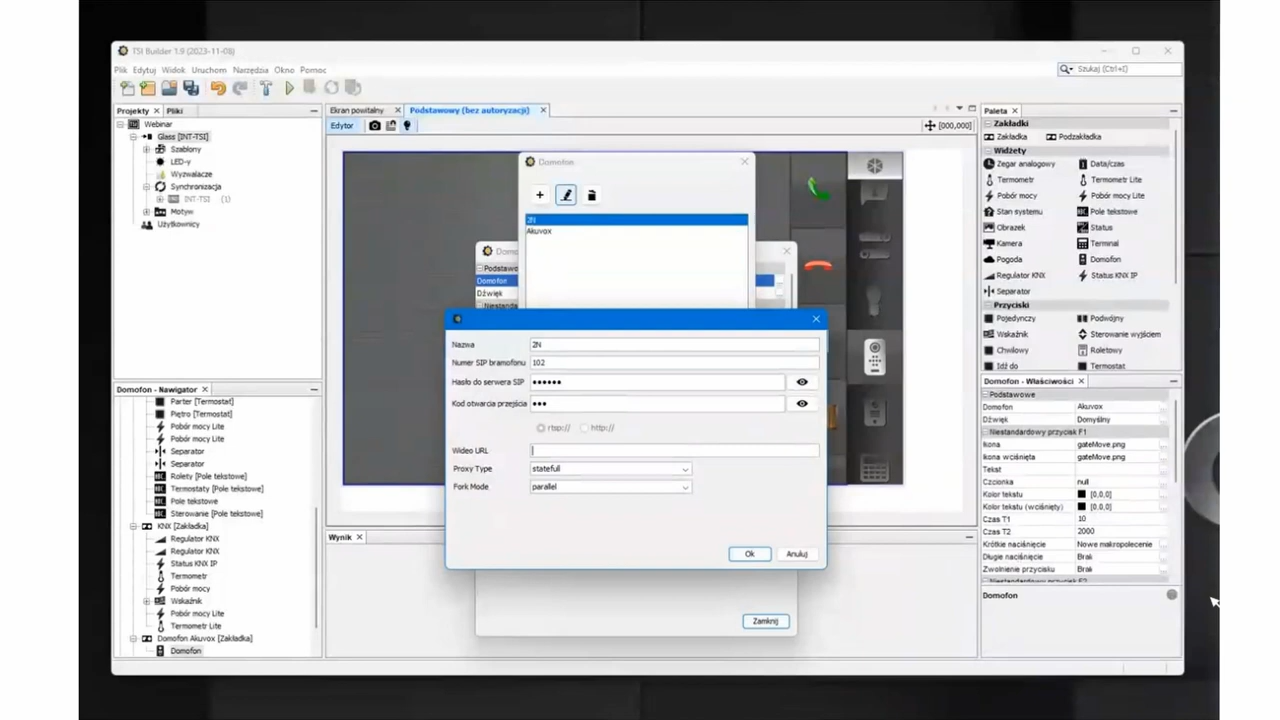 TSI Builder 1.9 (2023-11-08)
Plik Edytuj Widok Uruchom Narzędzia Okno Pomoc
Szukaj (Ctrl+I)
Projekty Pliki
Webinar
Glass [INT-TSI]
Szablony
LED-y
Wyzwalacze
Synchronizacja
INT-TSI (1)
Motyw
Użytkownicy
Domofon - Nawigator
Parter [Termostat]
Piętro [Termostat]
Pobór mocy Lite
Pobór mocy Lite
Separator
Separator
Rolety [Pole tekstowe]
Termostaty [Pole tekstowe]
Pole tekstowe
Sterowanie [Pole tekstowe]
KNX [Zakładka]
Regulator KNX
Regulator KNX
Status KNX IP
Termometr
Pobór mocy
Wskaźnik
Pobór mocy Lite
Termometr Lite
Domofon Akuvox [Zakładka]
Domofon
Ekran powitalny Podstawowy (bez autoryzacji)
Edytor
[000,000]
Domofon
2N
Akuvox
Podstawo
Domofon
Dźwięk
Nazwa 2N
Numer SIP bramofonu 102
Hasło do serwera SIP ••••••
Kod otwarcia przejścia •••
rtsp:// http://
Wideo URL
Proxy Type statefull
Fork Mode parallel
Ok Anuluj
Zamknij
Wynik
Paleta
Zakładki
Zakładka Podzakładka
Widżety
Zegar analogowy Data/czas
Termometr Termometr Lite
Pobór mocy Pobór mocy Lite
Stan systemu Pole tekstowe
Obrazek Status
Kamera Terminal
Pogoda Domofon
Regulator KNX Status KNX IP
Separator
Przyciski
Pojedynczy Podwójny
Wskaźnik Sterowanie wyjściem
Chwilowy Roletowy
Idź do Termostat
Domofon - Właściwości
Podstawowe
Domofon Akuvox
Dźwięk Domyślny
Niestandardowy przycisk F1
Ikona gateMove.png
Ikona wciśnięta gateMove.png
Tekst
Czcionka null
Kolor tekstu [0,0,0]
Kolor tekstu (wciśnięty) [0,0,0]
Czas T1 10
Czas T2 2000
Krótkie naciśnięcie Nowe makropolecenie
Długie naciśnięcie Brak
Zwolnienie przycisku Brak
Niestandardowy przycisk F2
Domofon